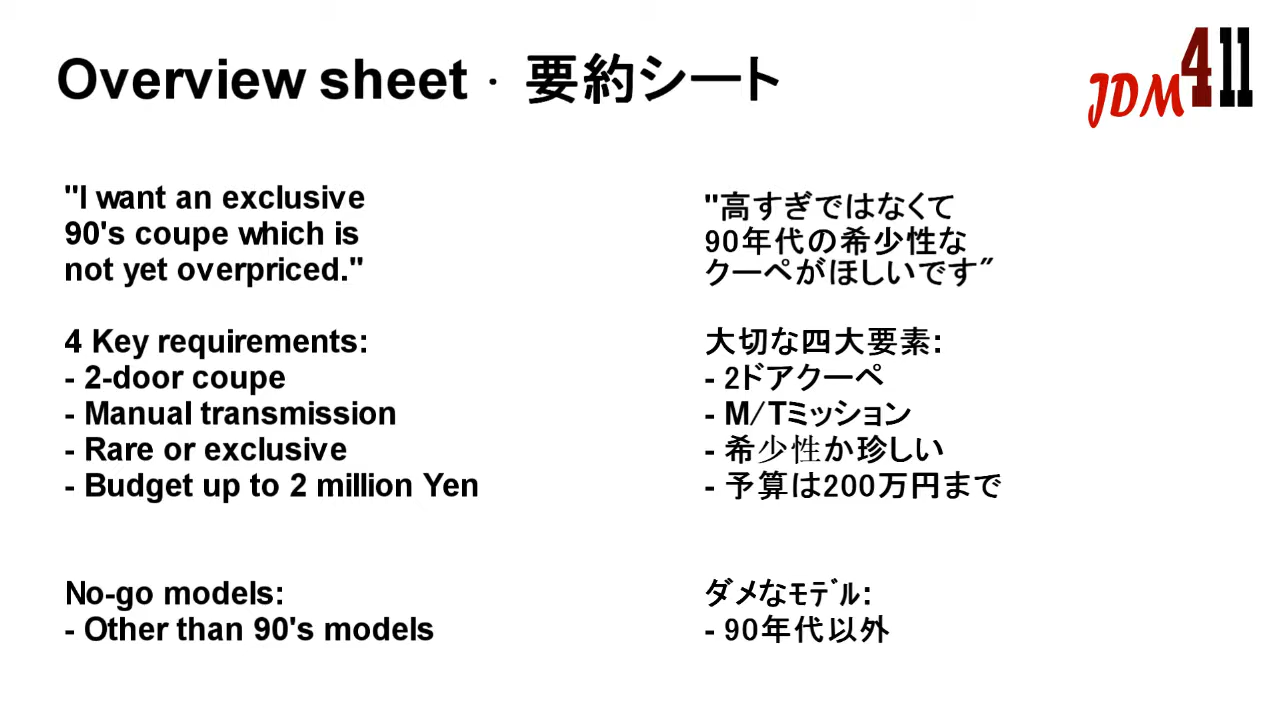 Overview sheet · 要約シート
JDM411
"I want an exclusive
90's coupe which is
not yet overpriced."
4 Key requirements:
- 2-door coupe
- Manual transmission
- Rare or exclusive
- Budget up to 2 million Yen
No-go models:
- Other than 90's models
"高すぎではなくて
90年代の希少性な
クーペがほしいです"
大切な四大要素:
- 2ドアクーペ
- M/Tミッション
- 希少性か珍しい
- 予算は200万円まで
ダメなﾓﾃﾞﾙ:
- 90年代以外